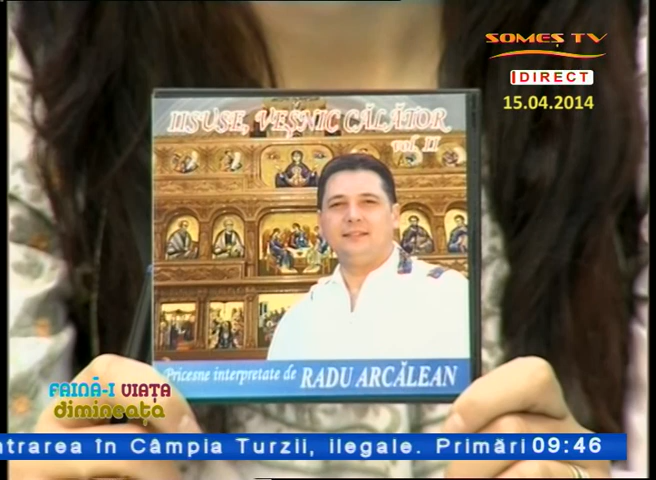 SOMEȘ TV
DIRECT
15.04.2014
IISUSE, VEȘNIC CĂLĂTOR
vol. II
Pricesne interpretate de RADU ARCĂLEAN
FAINĂ-I VIAȚA
dimineața
ntrarea în Câmpia Turzii, ilegale. Primări 09:46